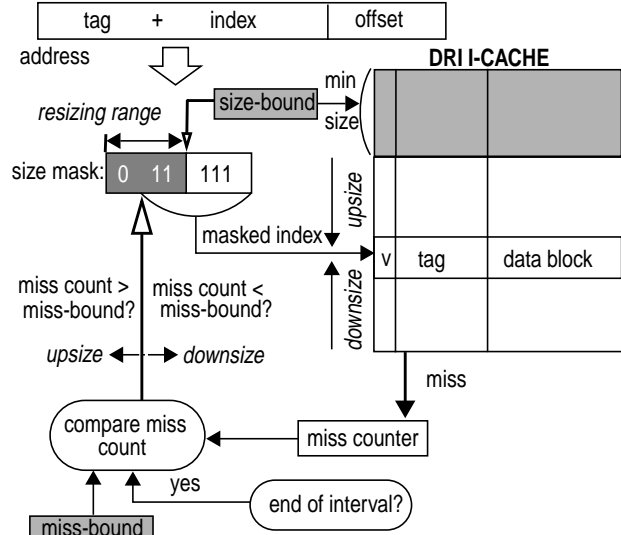 tag + index offset
address
DRI I-CACHE
size-bound
min
size
resizing range
size mask: 0 11 111
upsize
masked index
v tag data block
downsize
miss count > miss-bound?
miss count < miss-bound?
upsize downsize
miss
compare miss count
miss counter
yes
end of interval?
miss-bound